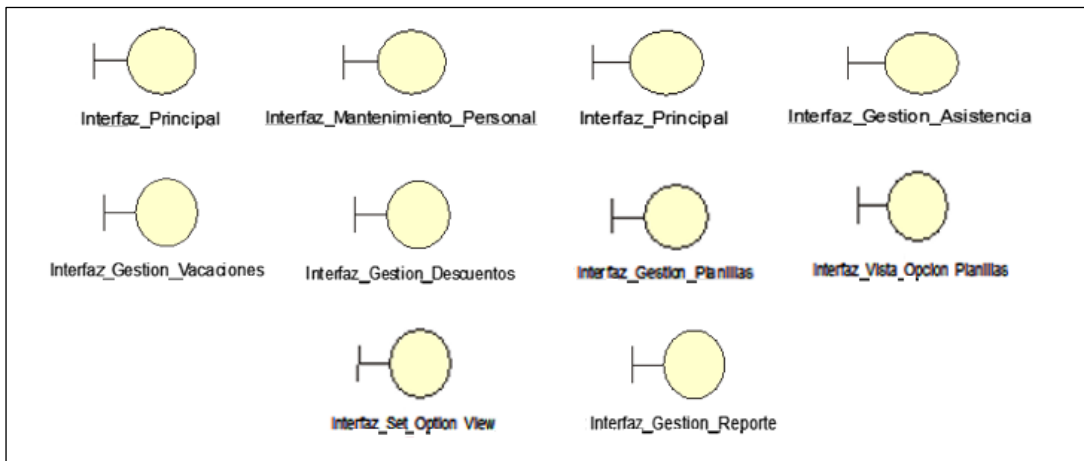 Interfaz_Principal
Interfaz_Mantenimiento_Personal
Interfaz_Principal
Interfaz_Gestion_Asistencia
Interfaz_Gestion_Vacaciones
Interfaz_Gestion_Descuentos
Interfaz_Gestion_Planillas
Interfaz_Vista_Opcion Planillas
Interfaz_Set_Option View
Interfaz_Gestion_Reporte